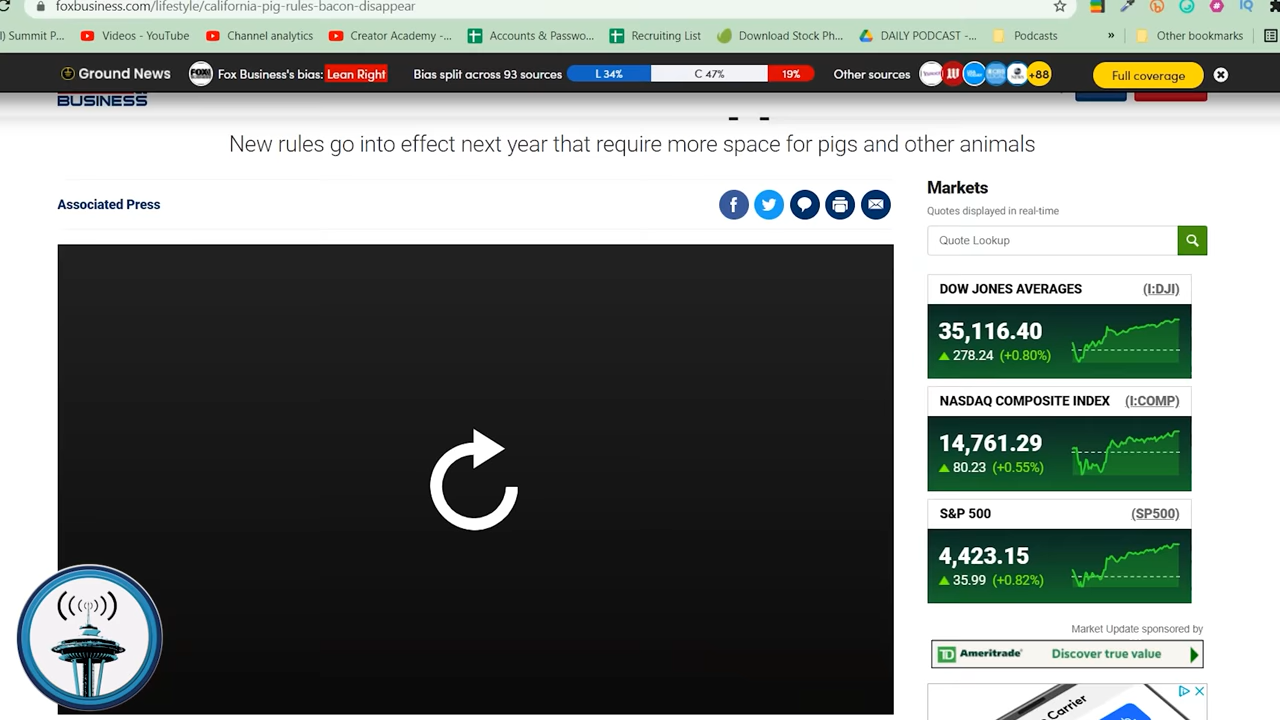 foxbusiness.com/lifestyle/california-pig-rules-bacon-disappear
I) Summit P...
Videos - YouTube
Channel analytics
Creator Academy -...
Accounts & Passwo...
Recruiting List
Download Stock Ph...
DAILY PODCAST -...
Podcasts
»
Other bookmarks
Ground News
Fox Business's bias: Lean Right
Bias split across 93 sources
L 34%
C 47%
19%
Other sources
+88
Full coverage
BUSINESS
New rules go into effect next year that require more space for pigs and other animals
Associated Press
Markets
Quotes displayed in real-time
Quote Lookup
DOW JONES AVERAGES (I:DJI)
35,116.40
278.24 (+0.80%)
NASDAQ COMPOSITE INDEX (I:COMP)
14,761.29
80.23 (+0.55%)
S&P 500 (SP500)
4,423.15
35.99 (+0.82%)
Market Update sponsored by
TD Ameritrade Discover true value
Carrier